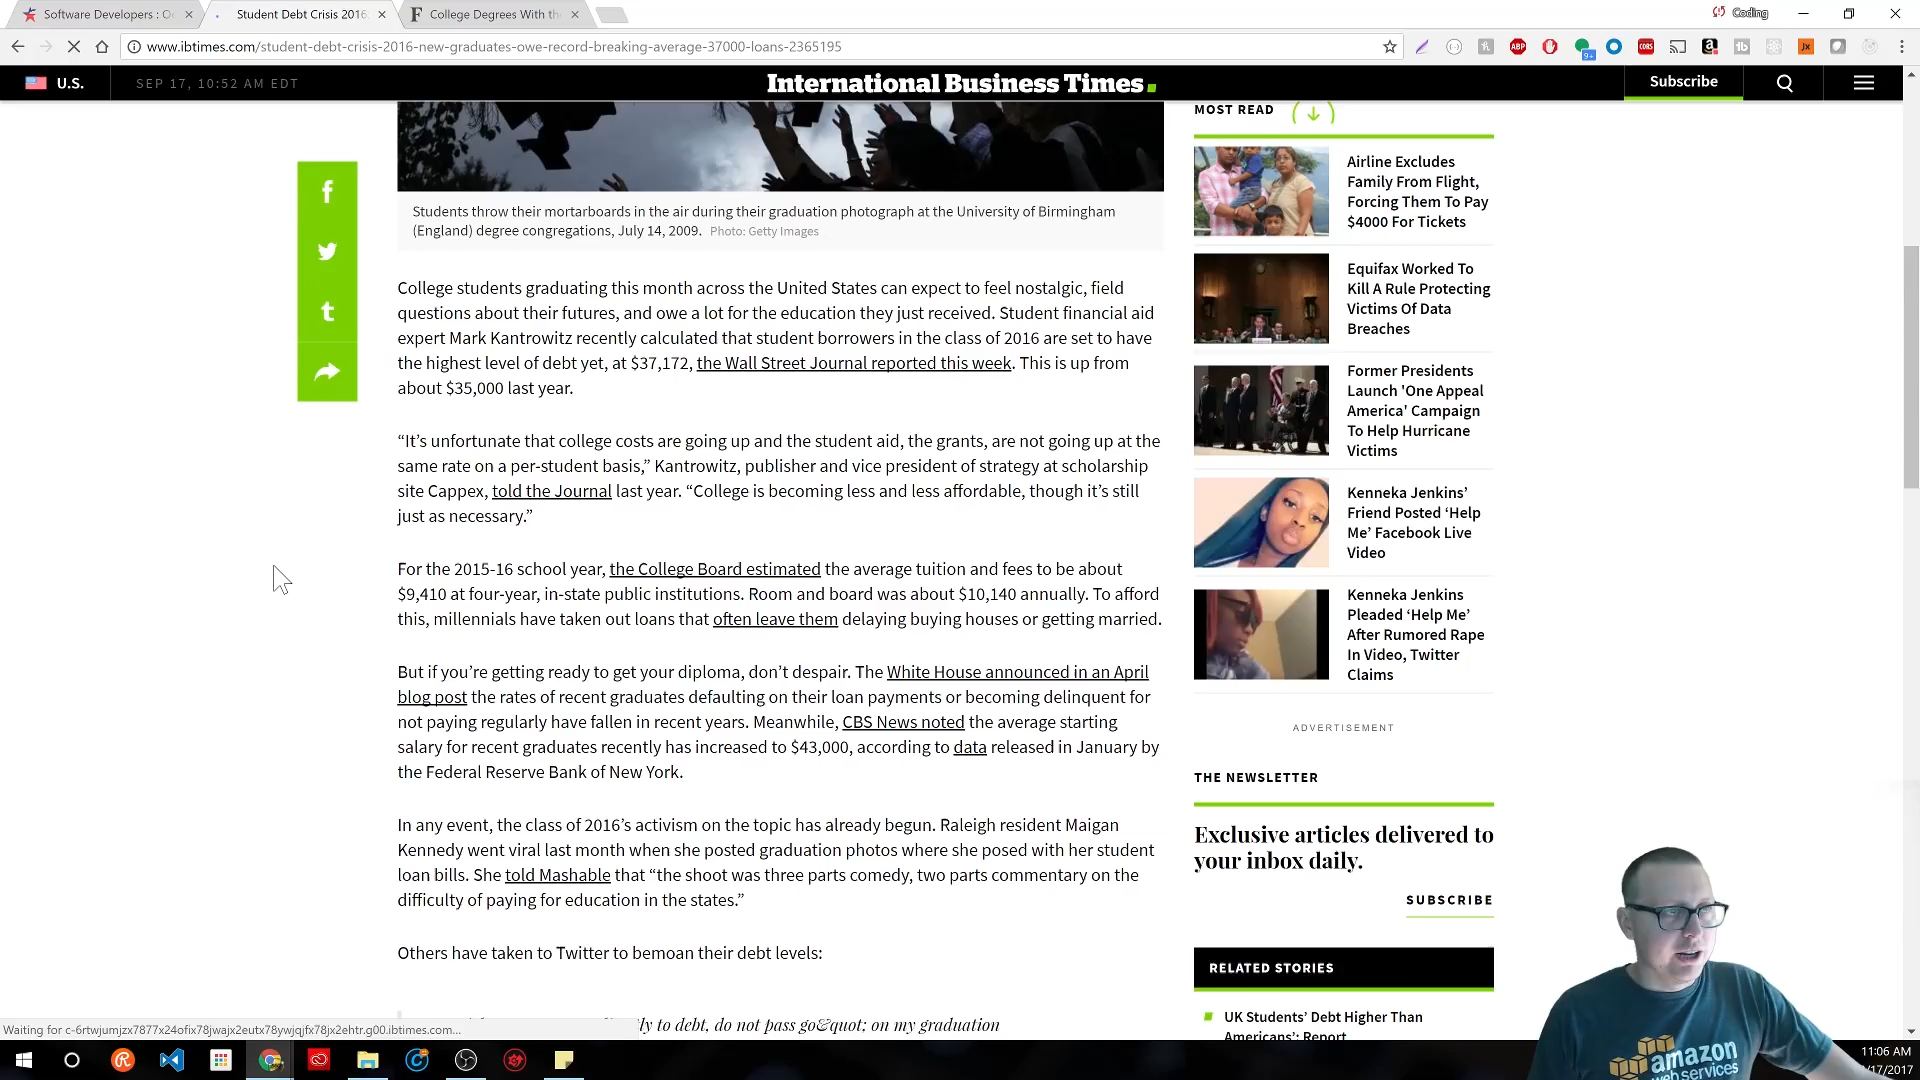 Software Developers : Oc
Student Debt Crisis 2016:
College Degrees With the
Coding
www.ibtimes.com/student-debt-crisis-2016-new-graduates-owe-record-breaking-average-37000-loans-2365195
U.S.
SEP 17, 10:52 AM EDT
International Business Times.
Subscribe
Students throw their mortarboards in the air during their graduation photograph at the University of Birmingham
(England) degree congregations, July 14, 2009. Photo: Getty Images
College students graduating this month across the United States can expect to feel nostalgic, field
questions about their futures, and owe a lot for the education they just received. Student financial aid
expert Mark Kantrowitz recently calculated that student borrowers in the class of 2016 are set to have
the highest level of debt yet, at $37,172, the Wall Street Journal reported this week. This is up from
about $35,000 last year.
“It’s unfortunate that college costs are going up and the student aid, the grants, are not going up at the
same rate on a per-student basis,” Kantrowitz, publisher and vice president of strategy at scholarship
site Cappex, told the Journal last year. “College is becoming less and less affordable, though it’s still
just as necessary.”
For the 2015-16 school year, the College Board estimated the average tuition and fees to be about
$9,410 at four-year, in-state public institutions. Room and board was about $10,140 annually. To afford
this, millennials have taken out loans that often leave them delaying buying houses or getting married.
But if you’re getting ready to get your diploma, don’t despair. The White House announced in an April
blog post the rates of recent graduates defaulting on their loan payments or becoming delinquent for
not paying regularly have fallen in recent years. Meanwhile, CBS News noted the average starting
salary for recent graduates recently has increased to $43,000, according to data released in January by
the Federal Reserve Bank of New York.
In any event, the class of 2016’s activism on the topic has already begun. Raleigh resident Maigan
Kennedy went viral last month when she posted graduation photos where she posed with her student
loan bills. She told Mashable that “the shoot was three parts comedy, two parts commentary on the
difficulty of paying for education in the states.”
Others have taken to Twitter to bemoan their debt levels:
ly to debt, do not pass go&quot; on my graduation
MOST READ
Airline Excludes
Family From Flight,
Forcing Them To Pay
$4000 For Tickets
Equifax Worked To
Kill A Rule Protecting
Victims Of Data
Breaches
Former Presidents
Launch 'One Appeal
America' Campaign
To Help Hurricane
Victims
Kenneka Jenkins’
Friend Posted ‘Help
Me’ Facebook Live
Video
Kenneka Jenkins
Pleaded ‘Help Me’
After Rumored Rape
In Video, Twitter
Claims
ADVERTISEMENT
THE NEWSLETTER
Exclusive articles delivered to
your inbox daily.
SUBSCRIBE
RELATED STORIES
UK Students’ Debt Higher Than
Americans’: Report
Waiting for c-6rtwjumjzx7877x24ofix78jwajx2eutx78ywjqjfx78jx2ehtr.g00.ibtimes.com...
amazon
web services
11:06 AM
/17/2017